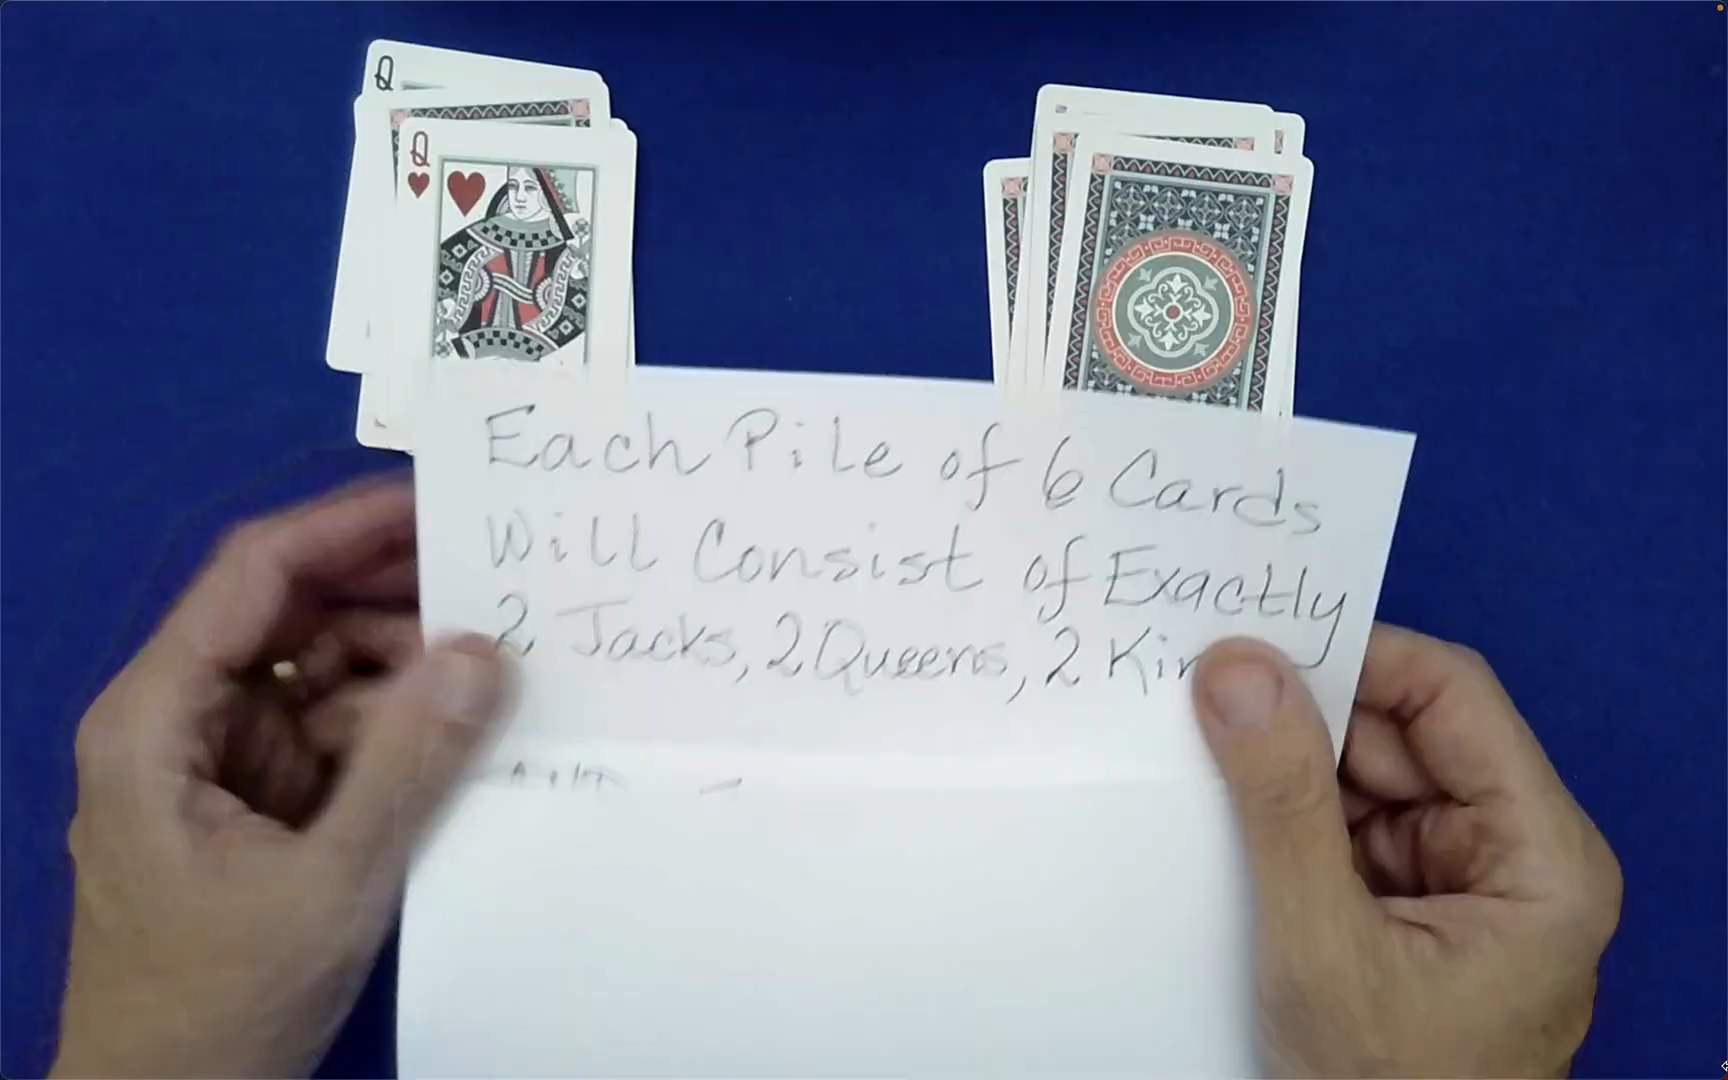 Q
Q
Each Pile of 6 Cards
Will Consist of Exactly
2 Jacks, 2 Queens, 2 Kin